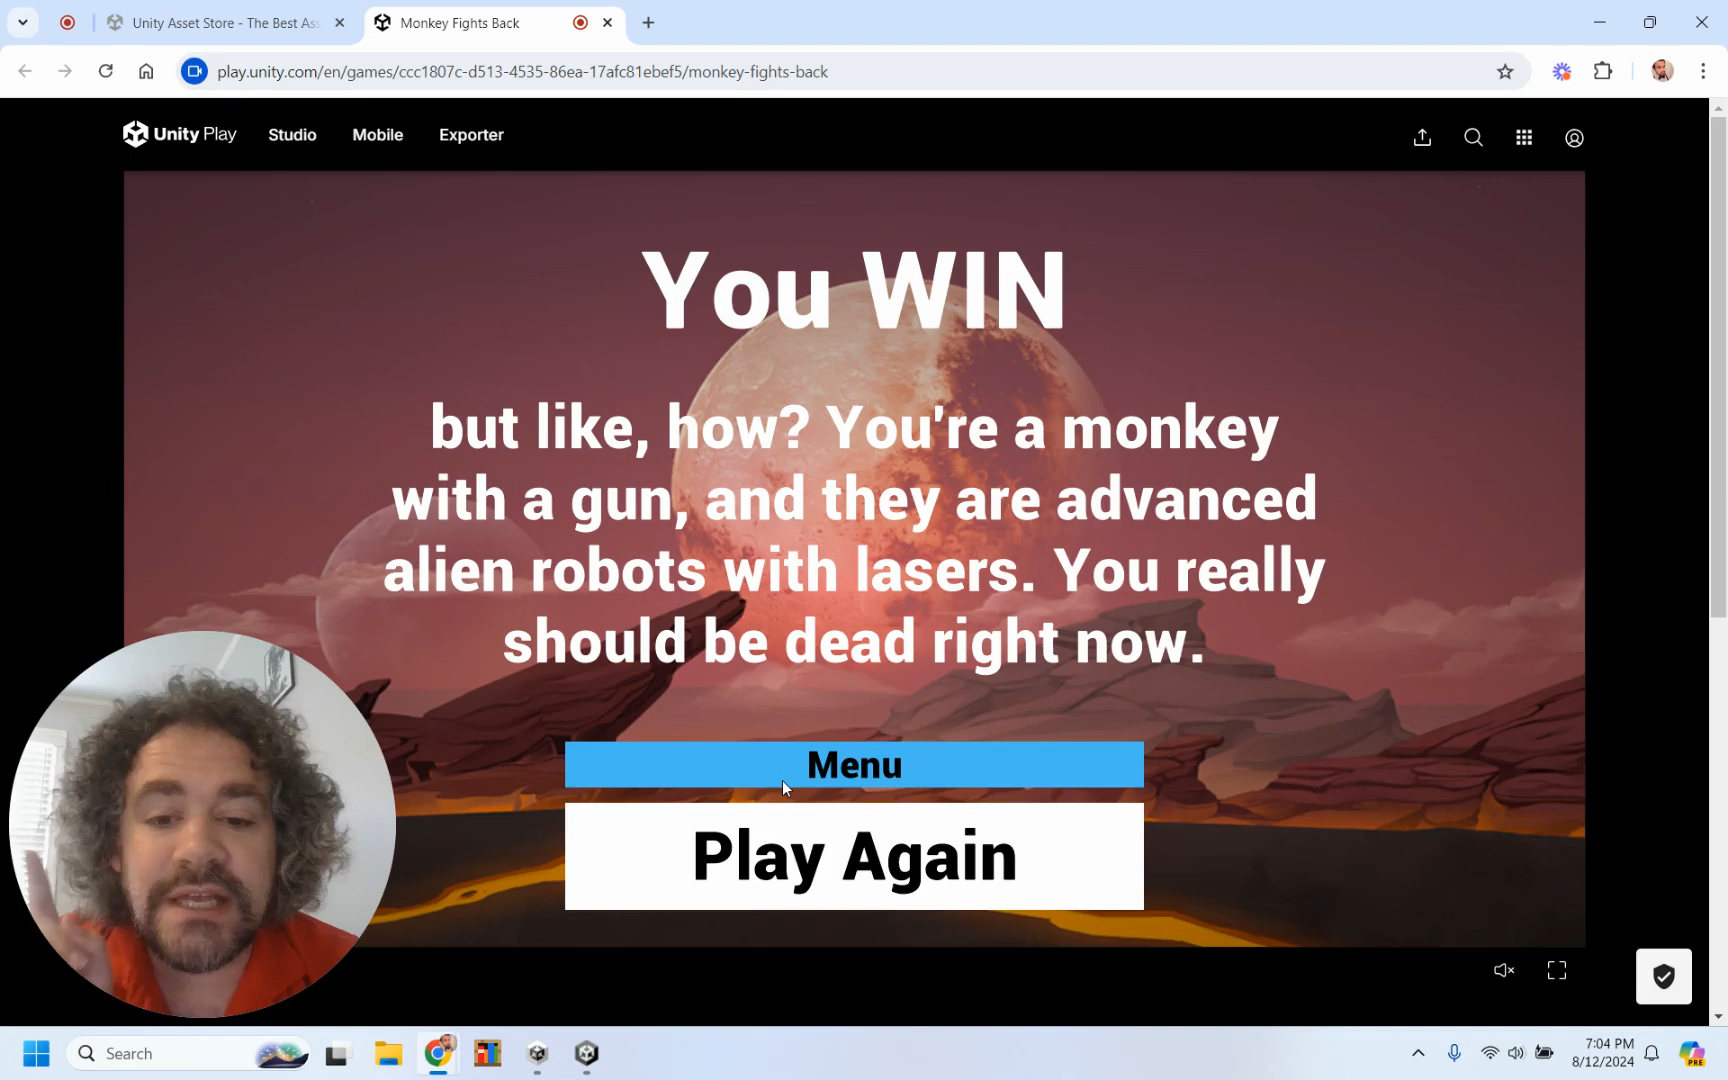 Unity Asset Store - The Best Ass
Monkey Fights Back
play.unity.com/en/games/ccc1807c-d513-4535-86ea-17afc81ebef5/monkey-fights-back
Unity Play
Studio
Mobile
Exporter
You WIN
but like, how? You're a monkey
with a gun, and they are advanced
alien robots with lasers. You really
should be dead right now.
Menu
Play Again
Search
7:04 PM
8/12/2024
PRE